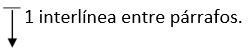 1 interlínea entre párrafos.